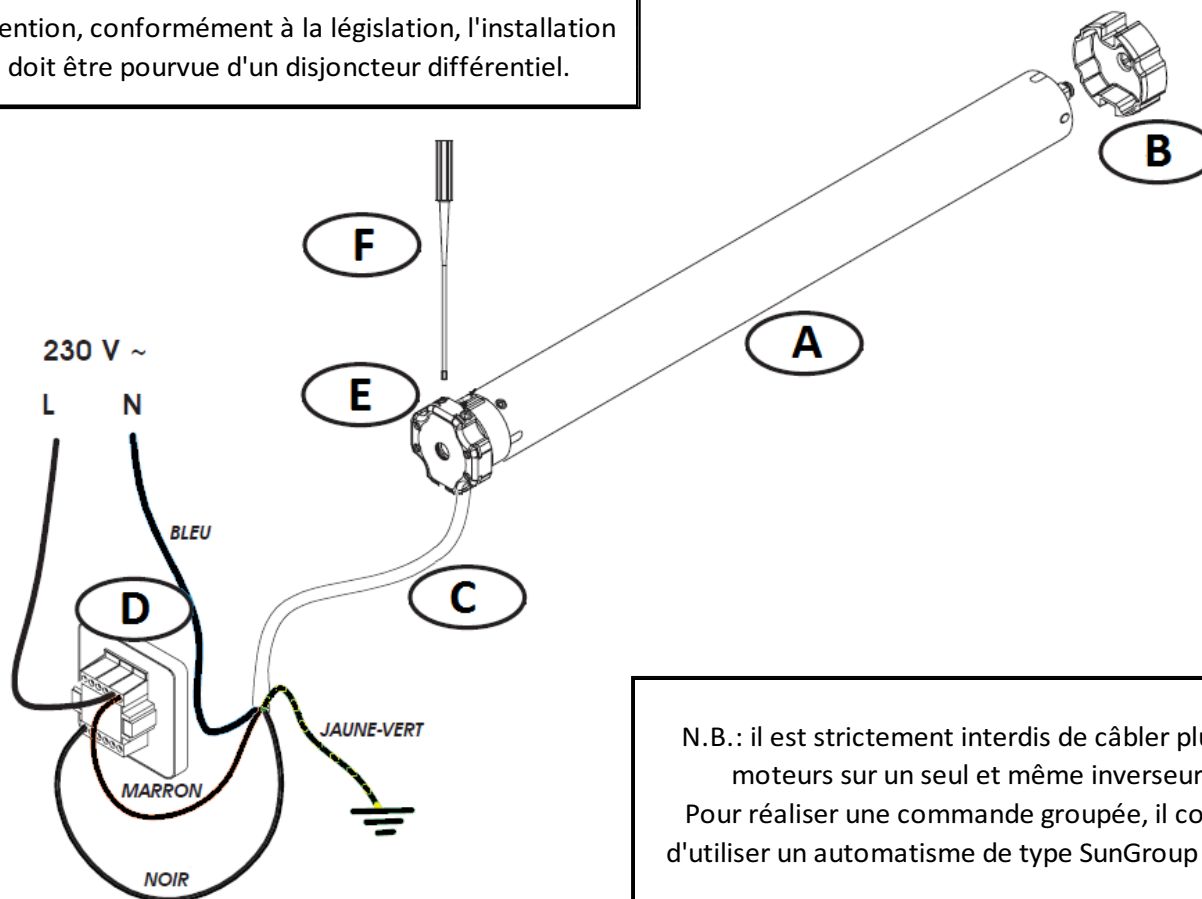 ention, conformément à la législation, l'installation
doit être pourvue d'un disjoncteur différentiel.
B
F
A
230 V ~
E
L N
BLEU
C
D
JAUNE-VERT
MARRON
NOIR
N.B.: il est strictement interdis de câbler plu
moteurs sur un seul et même inverseur
Pour réaliser une commande groupée, il co
d'utiliser un automatisme de type SunGroup